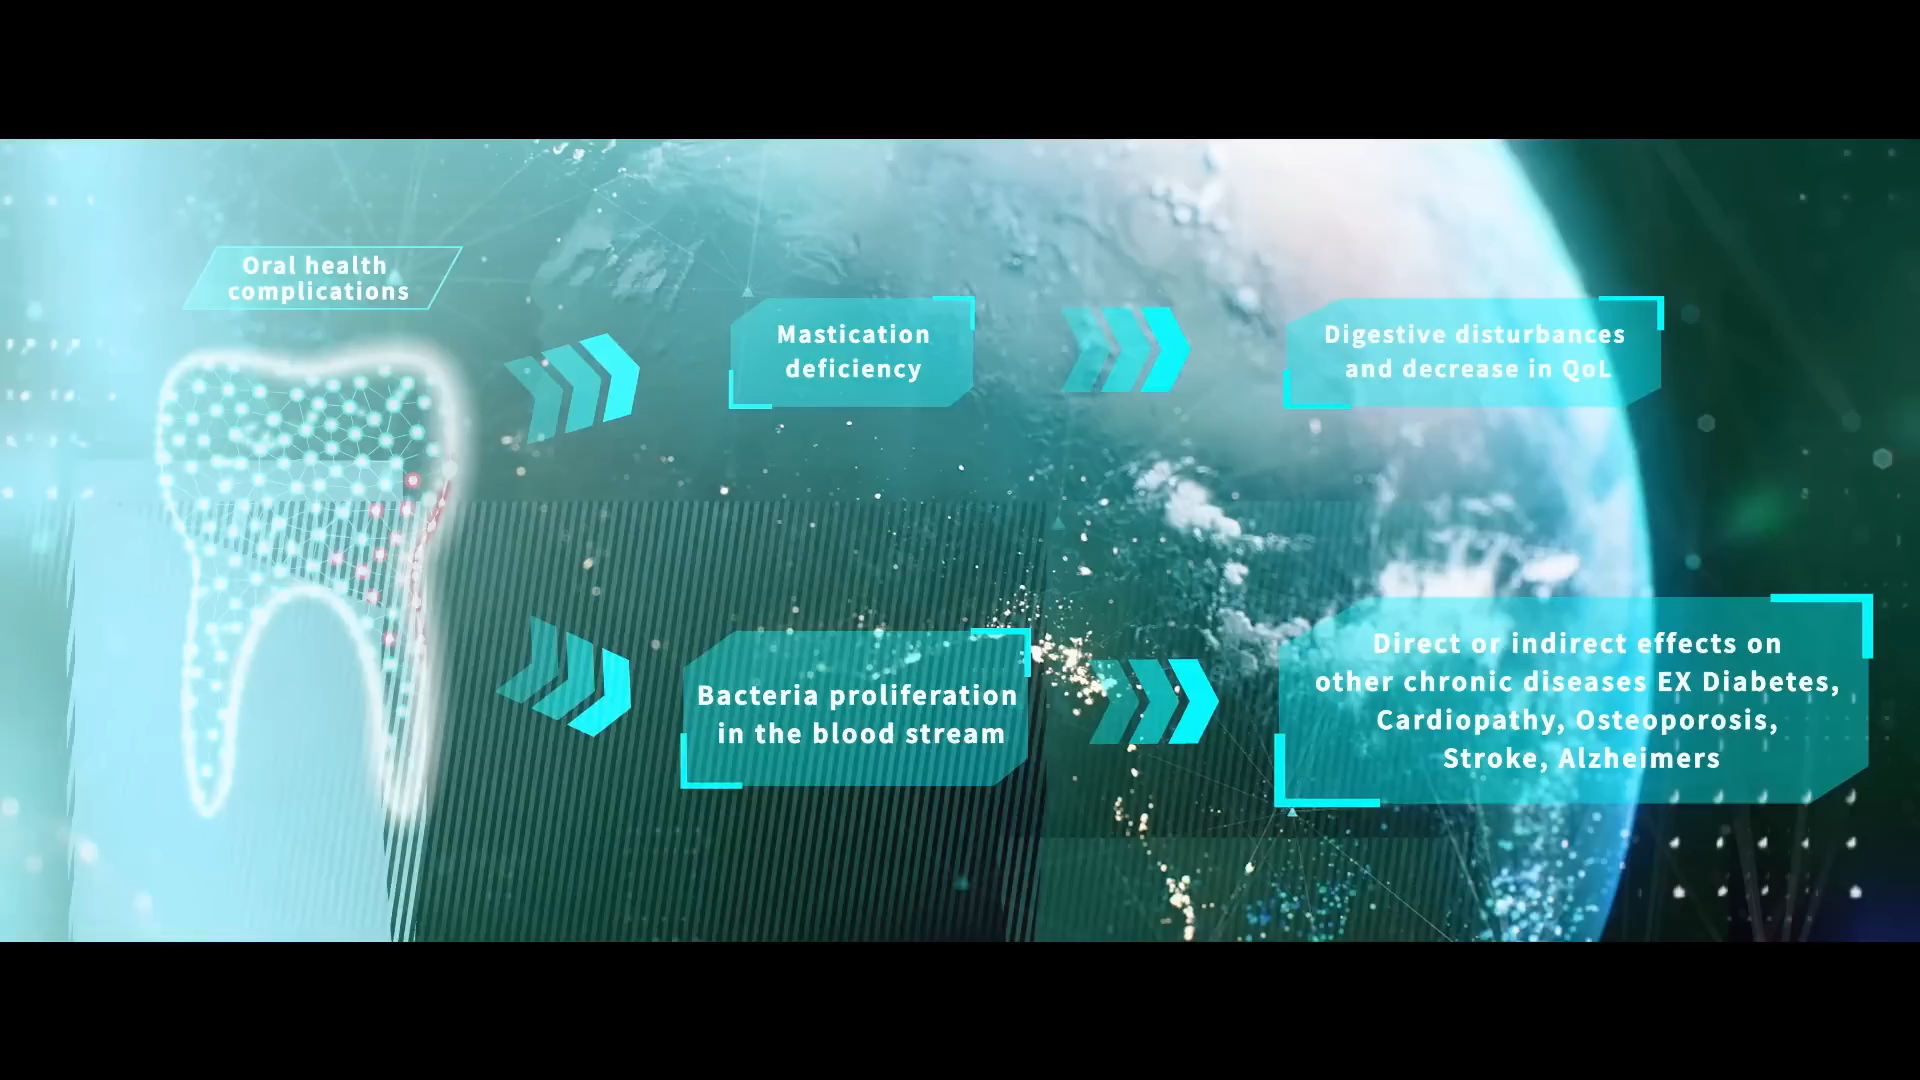 Oral health
complications
Mastication
deficiency
Digestive disturbances
and decrease in QoL
Bacteria proliferation
in the blood stream
Direct or indirect effects on
other chronic diseases EX Diabetes,
Cardiopathy, Osteoporosis,
Stroke, Alzheimers